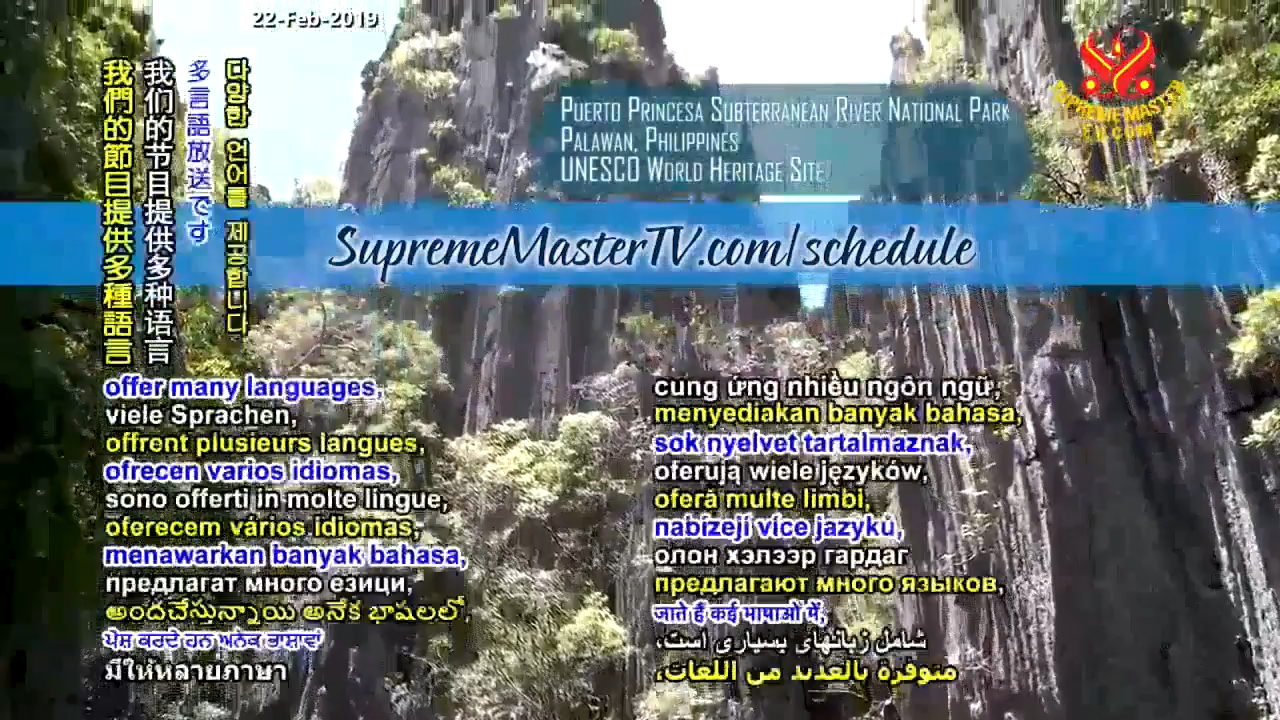 22-Feb-2019
SUPREME MASTER
TV.COM
PUERTO PRINCESA SUBTERRANEAN RIVER NATIONAL PARK
PALAWAN, PHILIPPINES
UNESCO WORLD HERITAGE SITE
SupremeMasterTV.com/schedule
我們的節目提供多種語言
我们的节目提供多种语言
多言語放送です
다양한 언어를 제공합니다
offer many languages,
viele Sprachen,
offrent plusieurs langues,
ofrecen varios idiomas,
sono offerti in molte lingue,
oferecem vários idiomas,
menawarkan banyak bahasa,
предлагат много езици,
అందచేస్తున్నాయి అనేక భాషలలో,
ਪੇਸ਼ ਕਰਦੇ ਹਨ ਅਨੇਕ ਭਾਸ਼ਾਵਾਂ
มีให้หลายภาษา
cung ứng nhiều ngôn ngữ,
menyediakan banyak bahasa,
sok nyelvet tartalmaznak,
oferują wiele języków,
oferă multe limbi,
nabízejí více jazyků,
олон хэлээр гардаг
предлагают много языков,
जाते हैं कई भाषाओं में,
شامل زبانهای بسیاری است،
متوفرة بالعديد من اللغات،